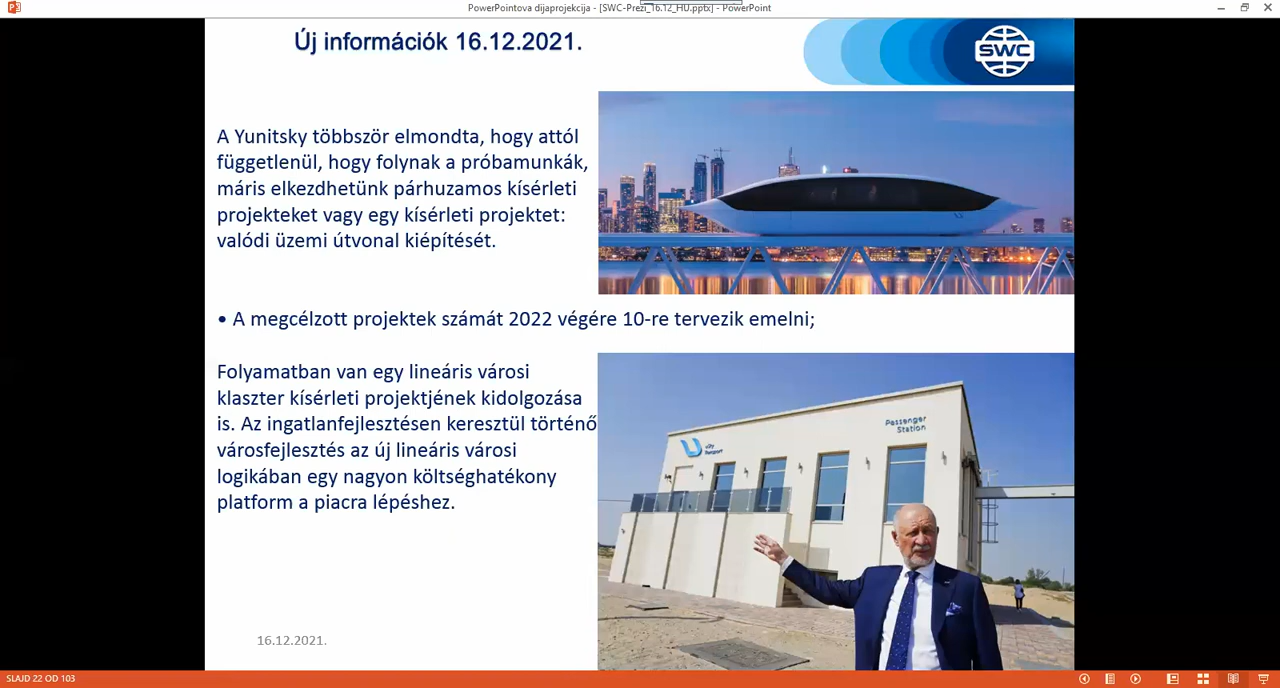 PowerPointova dijaprojekcija - [SWC-Prezi_16.12_HU.pptx] - PowerPoint
Új információk 16.12.2021.
SWC
A Yunitsky többször elmondta, hogy attól
függetlenül, hogy folynak a próbamunkák,
máris elkezdhetünk párhuzamos kísérleti
projekteket vagy egy kísérleti projektet:
valódi üzemi útvonal kiépítését.
• A megcélzott projektek számát 2022 végére 10-re tervezik emelni;
Folyamatban van egy lineáris városi
klaszter kísérleti projektjének kidolgozása
is. Az ingatlanfejlesztésen keresztül történő
városfejlesztés az új lineáris városi
logikában egy nagyon költséghatékony
platform a piacra lépéshez.
Passenger
Station
16.12.2021.
SLAJD 22 OD 103